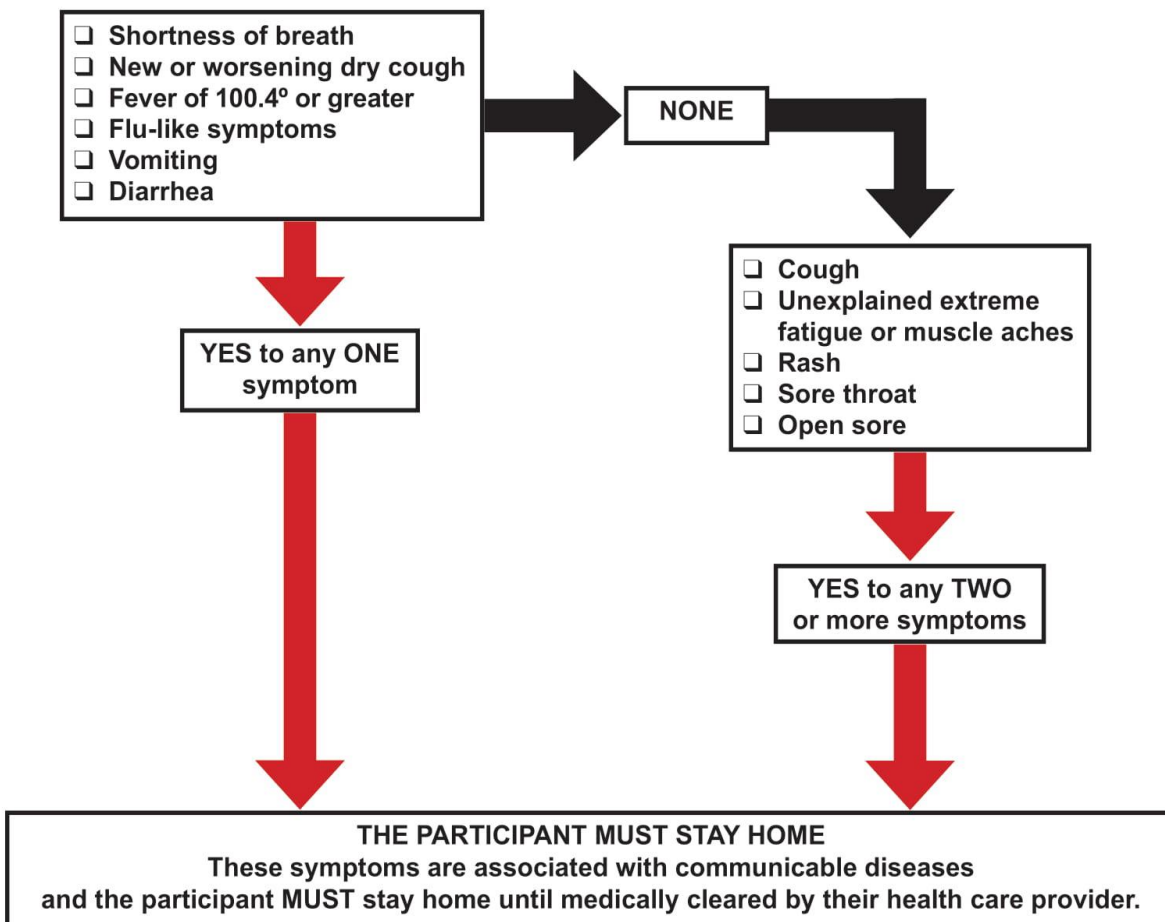 ❑ Shortness of breath
❑ New or worsening dry cough
❑ Fever of 100.4º or greater
❑ Flu-like symptoms
❑ Vomiting
❑ Diarrhea
NONE
YES to any ONE
symptom
❑ Cough
❑ Unexplained extreme
fatigue or muscle aches
❑ Rash
❑ Sore throat
❑ Open sore
YES to any TWO
or more symptoms
THE PARTICIPANT MUST STAY HOME
These symptoms are associated with communicable diseases
and the participant MUST stay home until medically cleared by their health care provider.